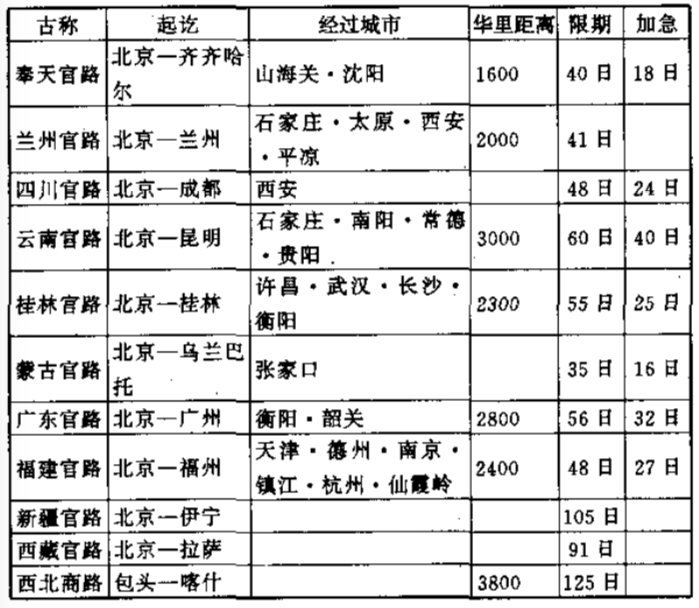 古称 起讫 经过城市 华里距离 限期 加急
奉天官路 北京—齐齐哈尔 山海关·沈阳 1600 40日 18日
兰州官路 北京—兰州 石家庄·太原·西安·平凉 2000 41日
四川官路 北京—成都 西安 48日 24日
云南官路 北京—昆明 石家庄·南阳·常德·贵阳 3000 60日 40日
桂林官路 北京—桂林 许昌·武汉·长沙·衡阳 2300 55日 25日
蒙古官路 北京—乌兰巴托 张家口 35日 16日
广东官路 北京—广州 衡阳·韶关 2800 56日 32日
福建官路 北京—福州 天津·德州·南京·镇江·杭州·仙霞岭 2400 48日 27日
新疆官路 北京—伊宁 105日
西藏官路 北京—拉萨 91日
西北商路 包头—喀什 3800 125日